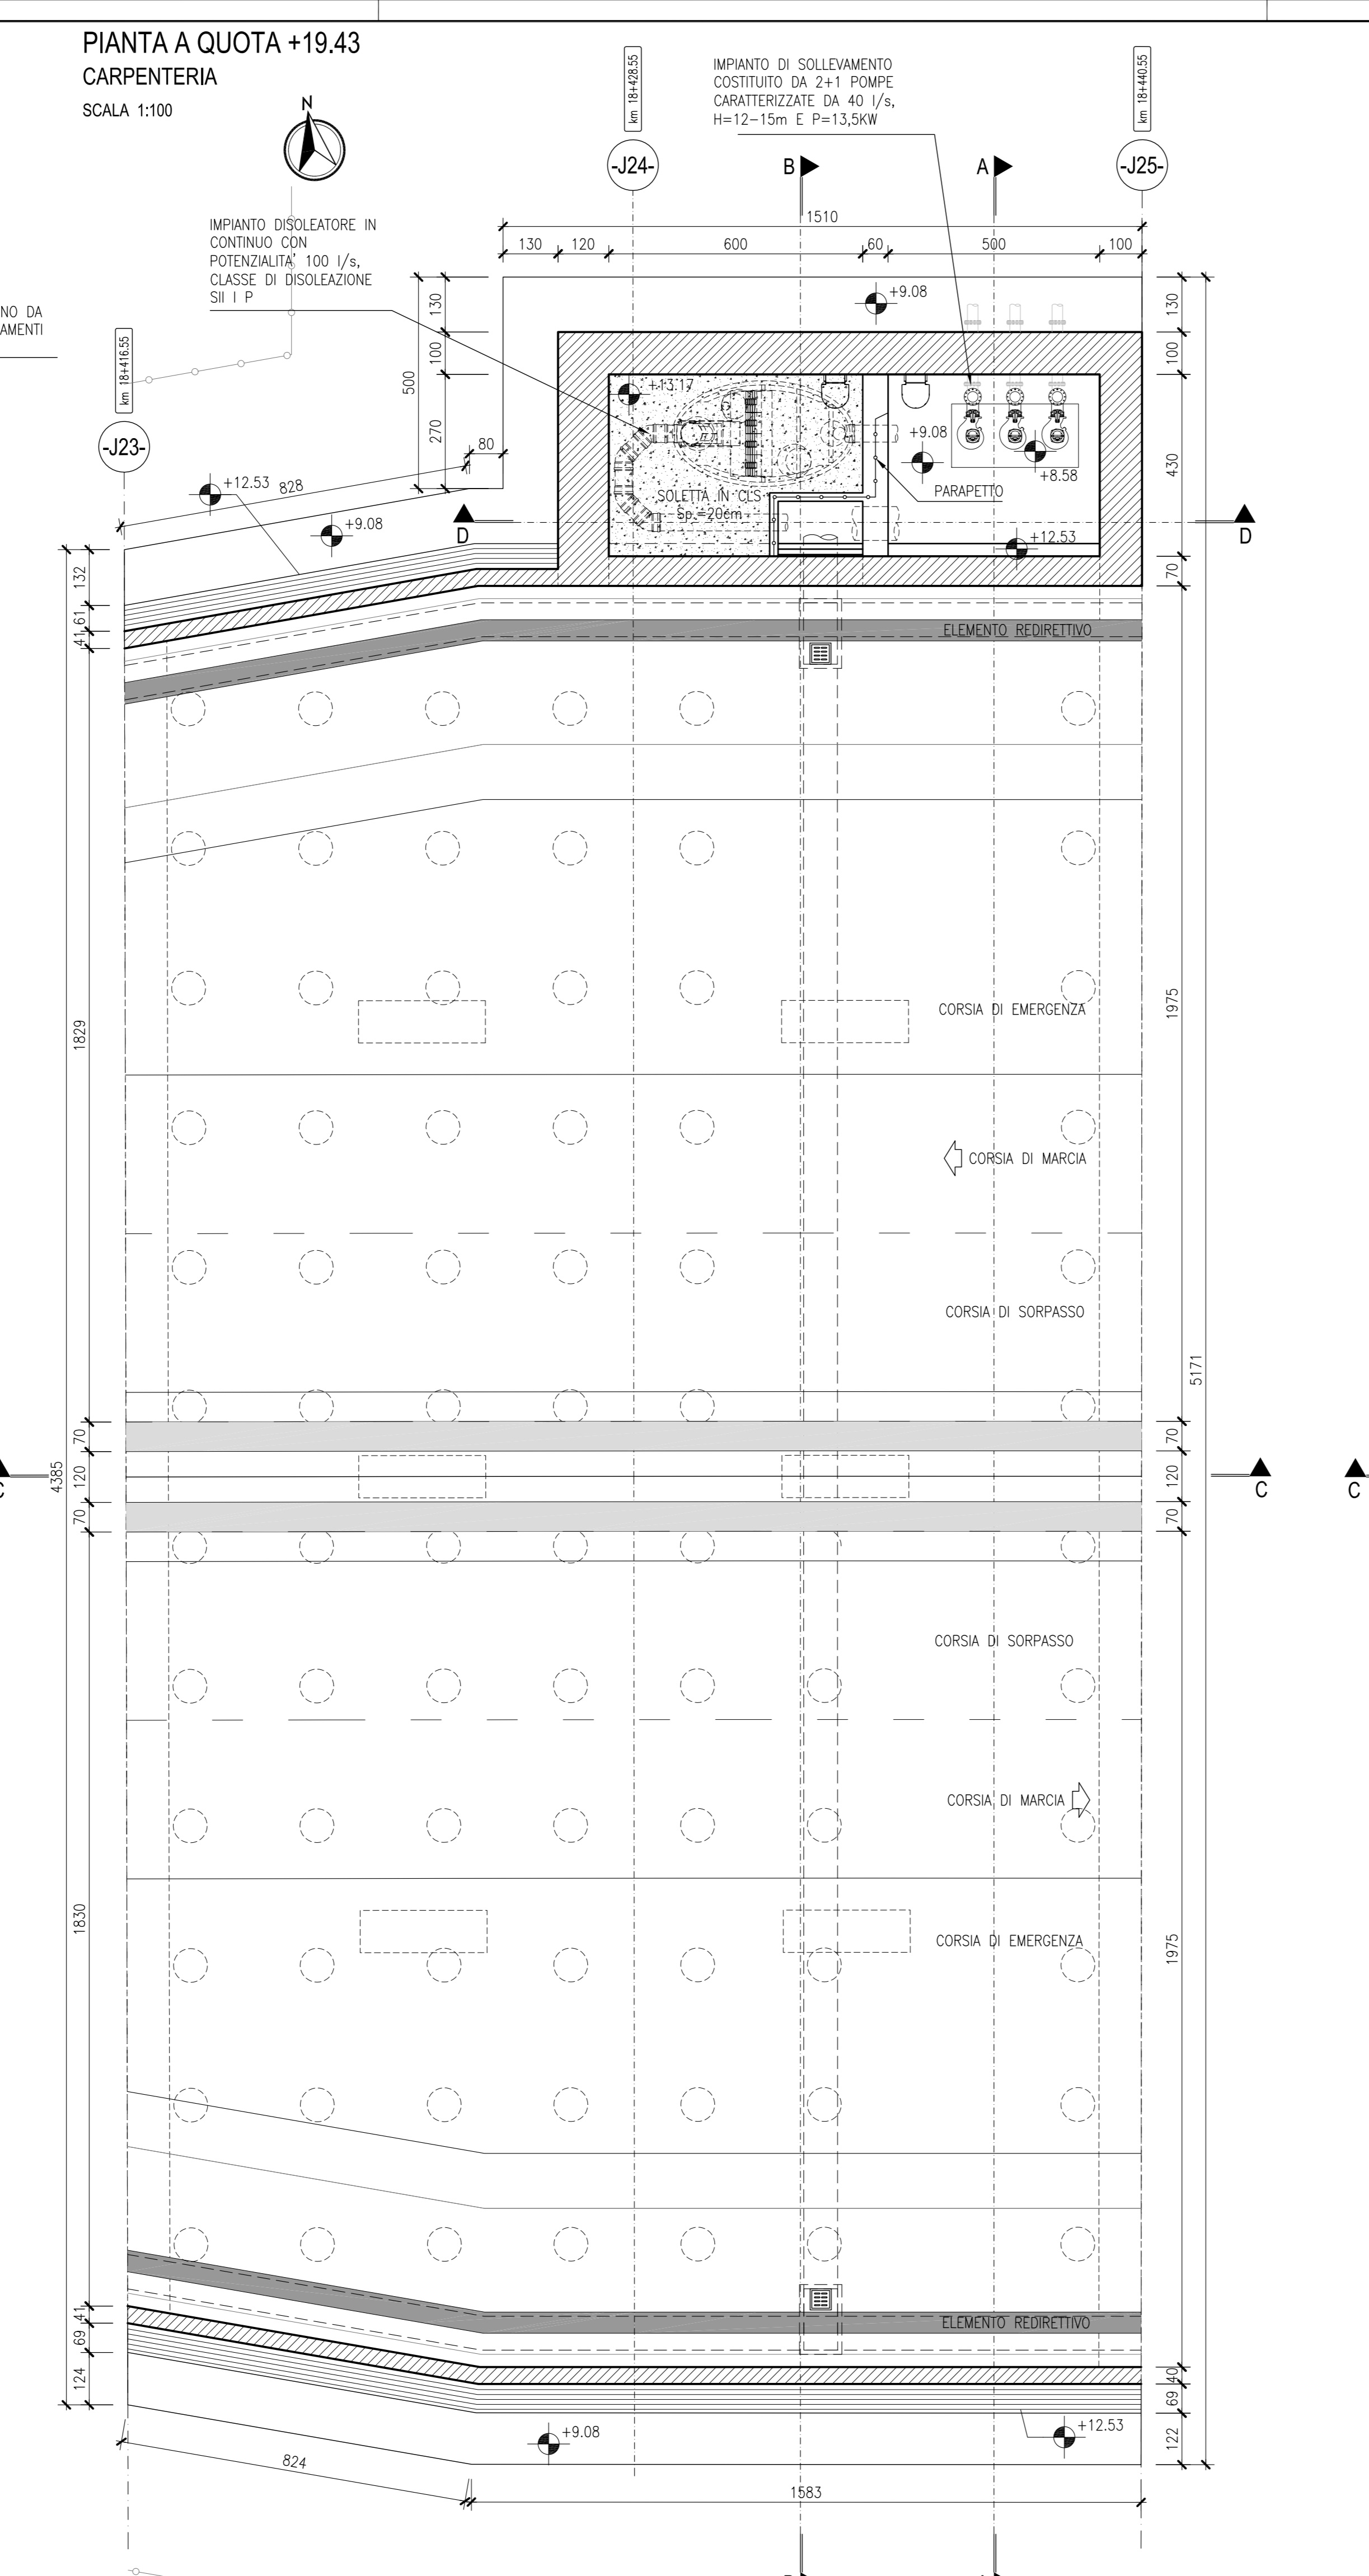 PIANTA A QUOTA +19.43
CARPENTERIA
SCALA 1:100
N
km 18+428.55
IMPIANTO DI SOLLEVAMENTO
COSTITUITO DA 2+1 POMPE
CARATTERIZZATE DA 40 l/s,
H=12-15m E P=13,5KW
km 18+440.55
-J24-
B
A
-J25-
IMPIANTO DISOLEATORE IN
CONTINUO CON
POTENZIALITA' 100 l/s,
CLASSE DI DISOLEAZIONE
SII I P
1510
130
120
600
60
500
100
NO DA
AMENTI
km 18+416.55
-J23-
500
130
100
270
80
+9.08
130
100
430
70
+13.17
+9.08
+8.58
PARAPETTO
SOLETTA IN CLS
Sp.=20cm
+12.53
828
+12.53
+9.08
D
D
132
61
41
ELEMENTO REDIRETTIVO
1829
1975
CORSIA DI EMERGENZA
CORSIA DI MARCIA
CORSIA DI SORPASSO
5171
70
120
70
4385
70
120
70
C
C
C
CORSIA DI SORPASSO
CORSIA DI MARCIA
1830
CORSIA DI EMERGENZA
1975
41
69
124
ELEMENTO REDIRETTIVO
40
69
122
+9.08
+12.53
824
1583